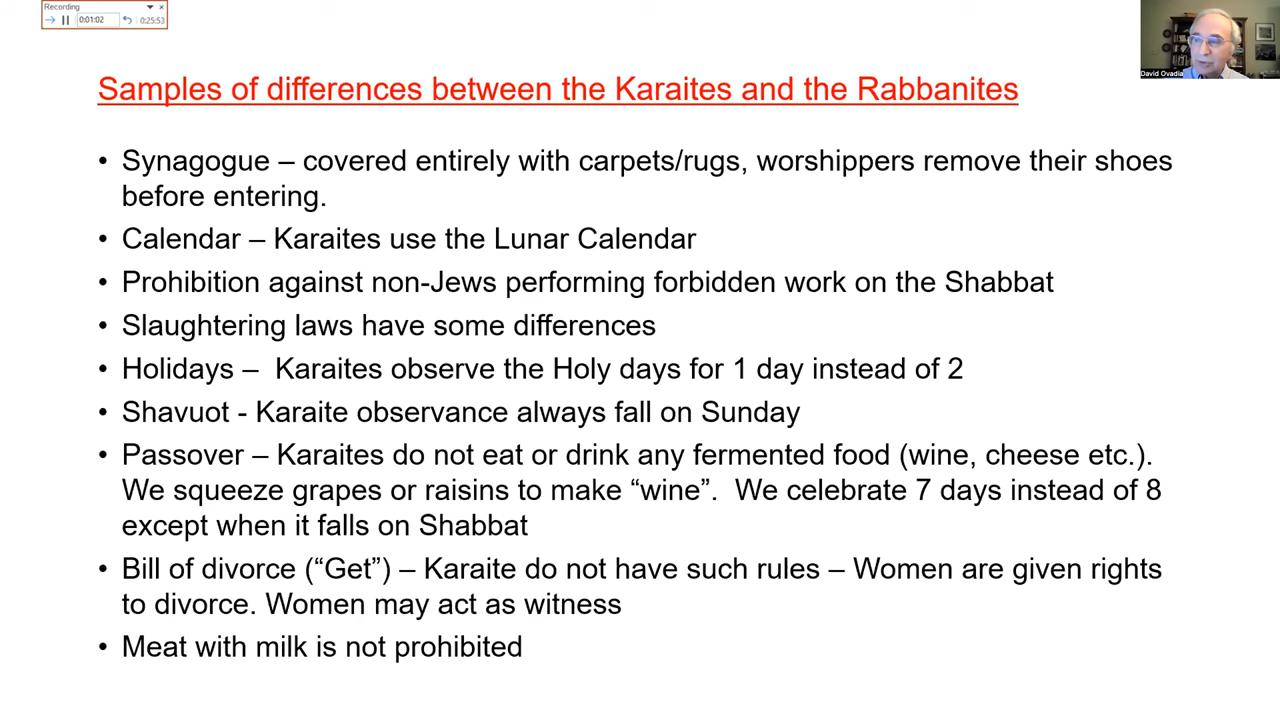 Recording
0:01:02
0:25:53
David Ovadia
Samples of differences between the Karaites and the Rabbanites
• Synagogue – covered entirely with carpets/rugs, worshippers remove their shoes
before entering.
• Calendar – Karaites use the Lunar Calendar
• Prohibition against non-Jews performing forbidden work on the Shabbat
• Slaughtering laws have some differences
• Holidays –  Karaites observe the Holy days for 1 day instead of 2
• Shavuot - Karaite observance always fall on Sunday
• Passover – Karaites do not eat or drink any fermented food (wine, cheese etc.).
We squeeze grapes or raisins to make “wine”.  We celebrate 7 days instead of 8
except when it falls on Shabbat
• Bill of divorce (“Get”) – Karaite do not have such rules – Women are given rights
to divorce. Women may act as witness
• Meat with milk is not prohibited